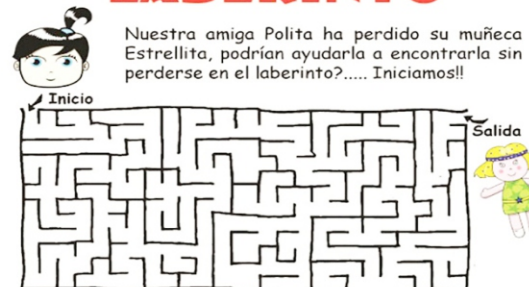 Nuestra amiga Polita ha perdido su muñeca
Estrellita, podrían ayudarla a encontrarla sin
perderse en el laberinto?..... Iniciamos!!
Inicio
Salida